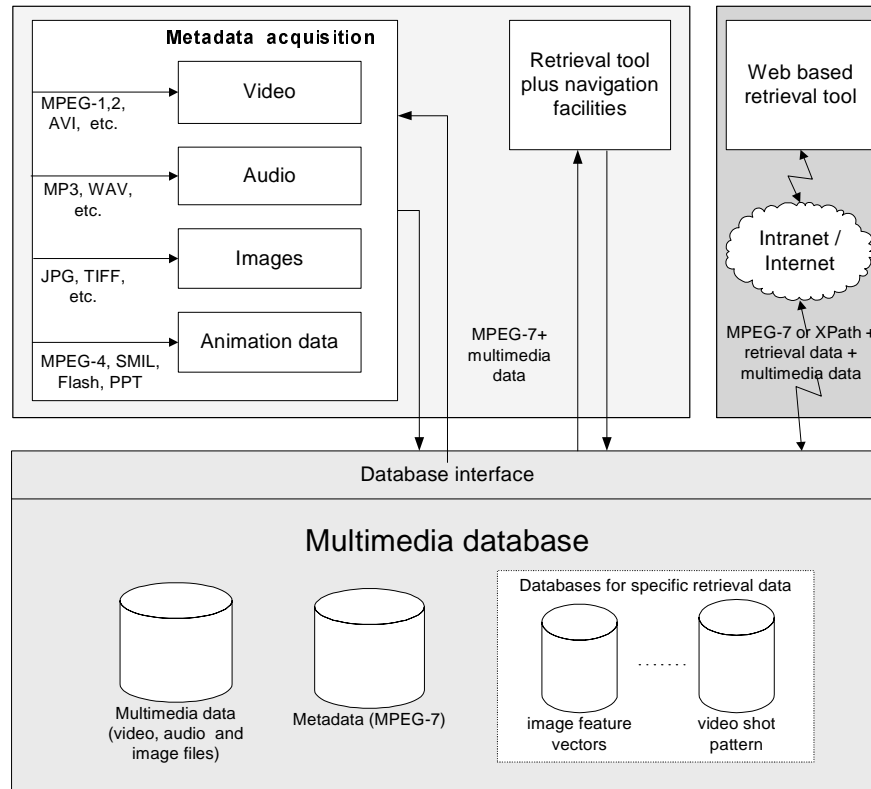 Metadata acquisition
Video
MPEG-1,2,
AVI, etc.
Audio
MP3, WAV,
etc.
Images
JPG, TIFF,
etc.
Animation data
MPEG-4, SMIL,
Flash, PPT
Retrieval tool
plus navigation
facilities
MPEG-7+
multimedia
data
Web based
retrieval tool
Intranet /
Internet
MPEG-7 or XPath +
retrieval data +
multimedia data
Database interface
Multimedia database
Multimedia data
(video, audio and
image files)
Metadata (MPEG-7)
Databases for specific retrieval data
.......
image feature
vectors
video shot
pattern